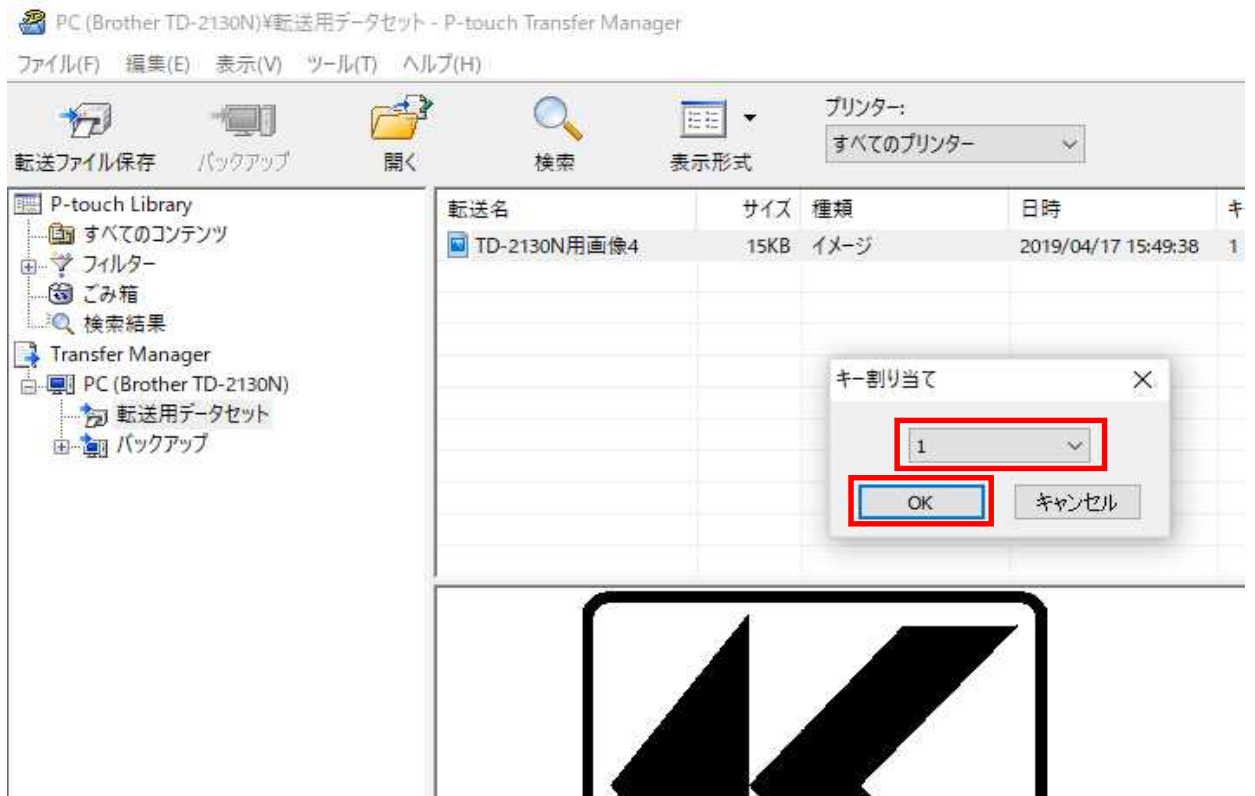 PC (Brother TD-2130N)¥転送用データセット - P-touch Transfer Manager
ファイル(F) 編集(E) 表示(V) ツール(T) ヘルプ(H)
転送ファイル保存 バックアップ 開く 検索 表示形式
プリンター:
すべてのプリンター
P-touch Library
すべてのコンテンツ
フィルター
ごみ箱
検索結果
Transfer Manager
PC (Brother TD-2130N)
転送用データセット
バックアップ
転送名 サイズ 種類 日時 キ
TD-2130N用画像4 15KB イメージ 2019/04/17 15:49:38 1
キー割り当て
1
OK キャンセル